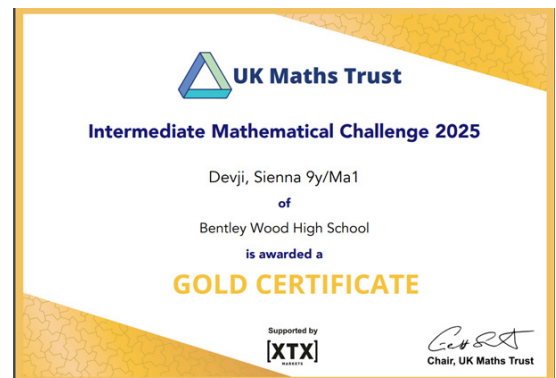 UK Maths Trust
Intermediate Mathematical Challenge 2025
Devji, Sienna 9y/Ma1
of
Bentley Wood High School
is awarded a
GOLD CERTIFICATE
Supported by
[XTX]
MARKETS
Chair, UK Maths Trust